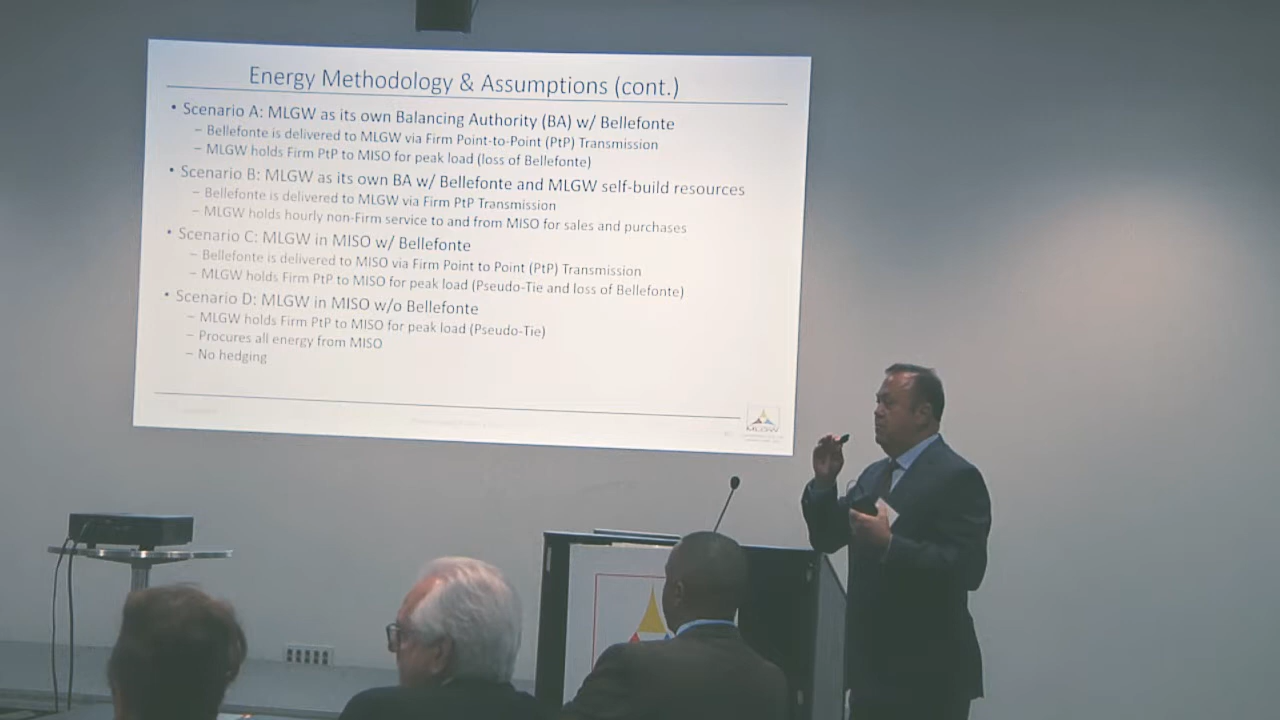 Energy Methodology & Assumptions (cont.)
• Scenario A: MLGW as its own Balancing Authority (BA) w/ Bellefonte
– Bellefonte is delivered to MLGW via Firm Point-to-Point (PtP) Transmission
– MLGW holds Firm PtP to MISO for peak load (loss of Bellefonte)
• Scenario B: MLGW as its own BA w/ Bellefonte and MLGW self-build resources
– Bellefonte is delivered to MLGW via Firm PtP Transmission
– MLGW holds hourly non-Firm service to and from MISO for sales and purchases
• Scenario C: MLGW in MISO w/ Bellefonte
– Bellefonte is delivered to MISO via Firm Point to Point (PtP) Transmission
– MLGW holds Firm PtP to MISO for peak load (Pseudo-Tie and loss of Bellefonte)
• Scenario D: MLGW in MISO w/o Bellefonte
– MLGW holds Firm PtP to MISO for peak load (Pseudo-Tie)
– Procures all energy from MISO
– No hedging
MLGW